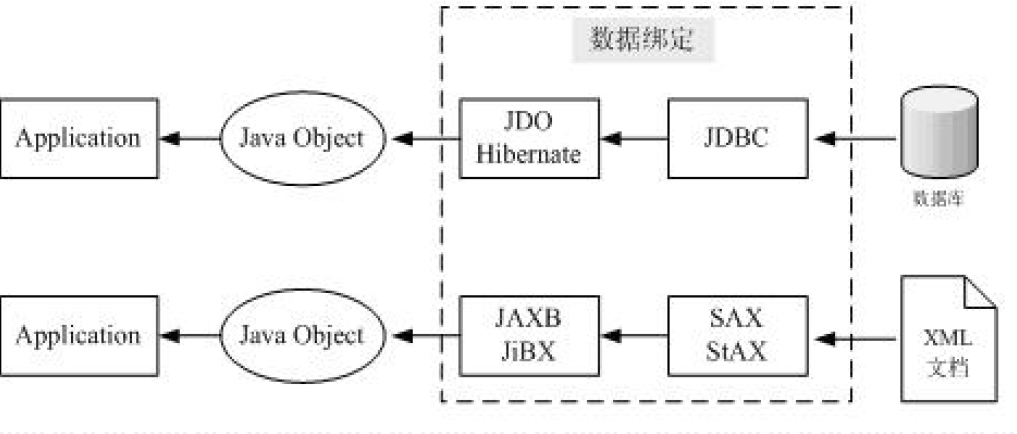 数据绑定
Application
Java Object
JDO
Hibernate
JDBC
数据库
Application
Java Object
JAXB
JiBX
SAX
StAX
XML
文档